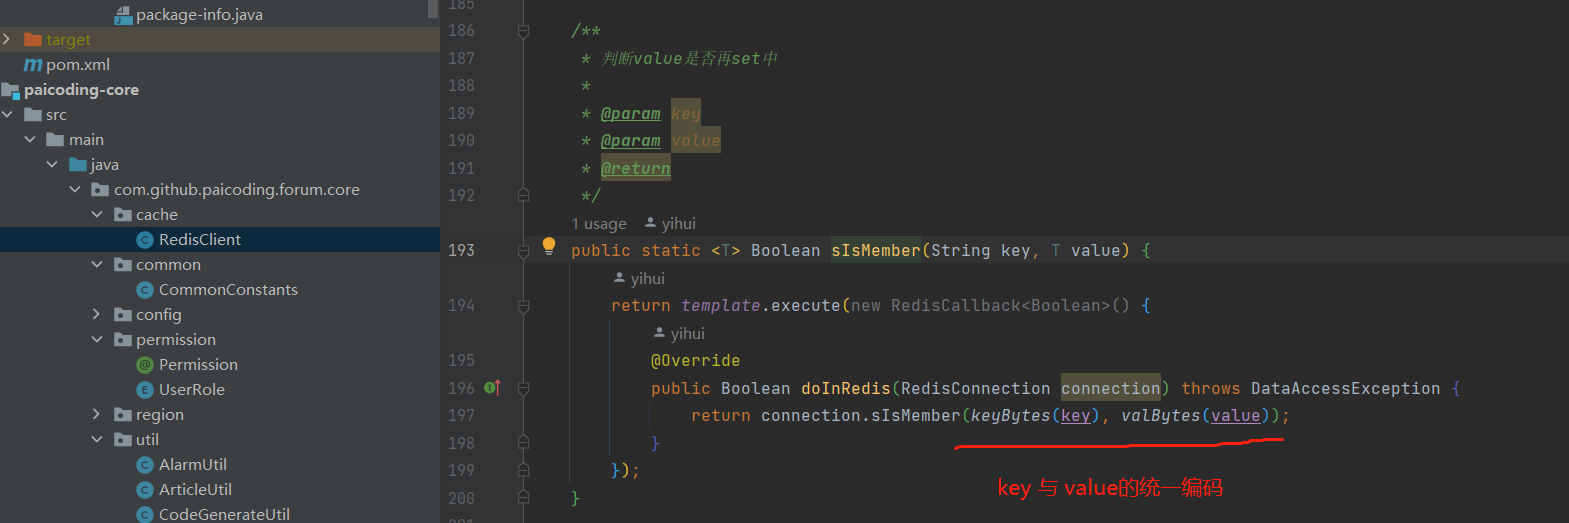 package-info.java
target
pom.xml
paicoding-core
src
main
java
com.github.paicoding.forum.core
cache
RedisClient
common
CommonConstants
config
permission
Permission
UserRole
region
util
AlarmUtil
ArticleUtil
CodeGenerateUtil
185
186 /**
187 * 判断value是否再set中
188 *
189 * @param key
190 * @param value
191 * @return
192 */
1 usage yihui
193 public static <T> Boolean sIsMember(String key, T value) {
yihui
194 return template.execute(new RedisCallback<Boolean>() {
yihui
195 @Override
196 public Boolean doInRedis(RedisConnection connection) throws DataAccessException {
197 return connection.sIsMember(keyBytes(key), valBytes(value));
198 }
199 });
200 }
key 与 value的统一编码